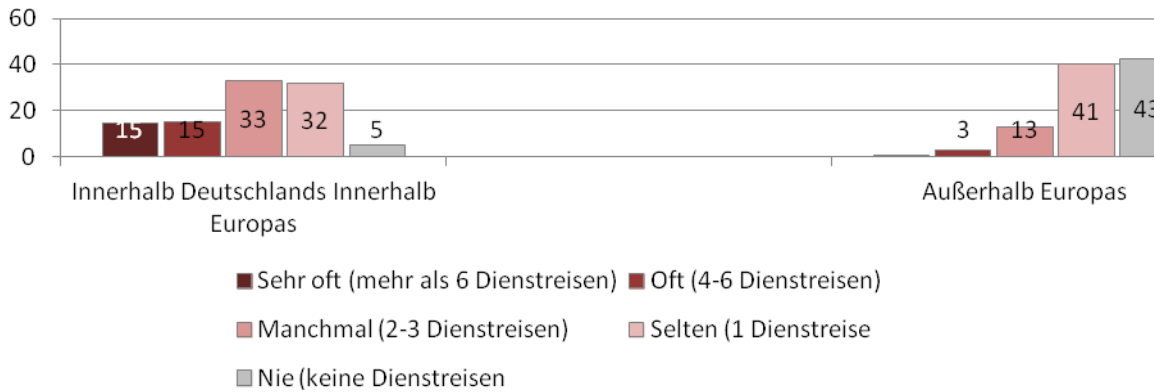 60
40
20
0
15 15 33 32 5 3 13 41 43
Innerhalb Deutschlands Innerhalb
Europas
Außerhalb Europas
Sehr oft (mehr als 6 Dienstreisen) Oft (4-6 Dienstreisen)
Manchmal (2-3 Dienstreisen) Selten (1 Dienstreise
Nie (keine Dienstreisen